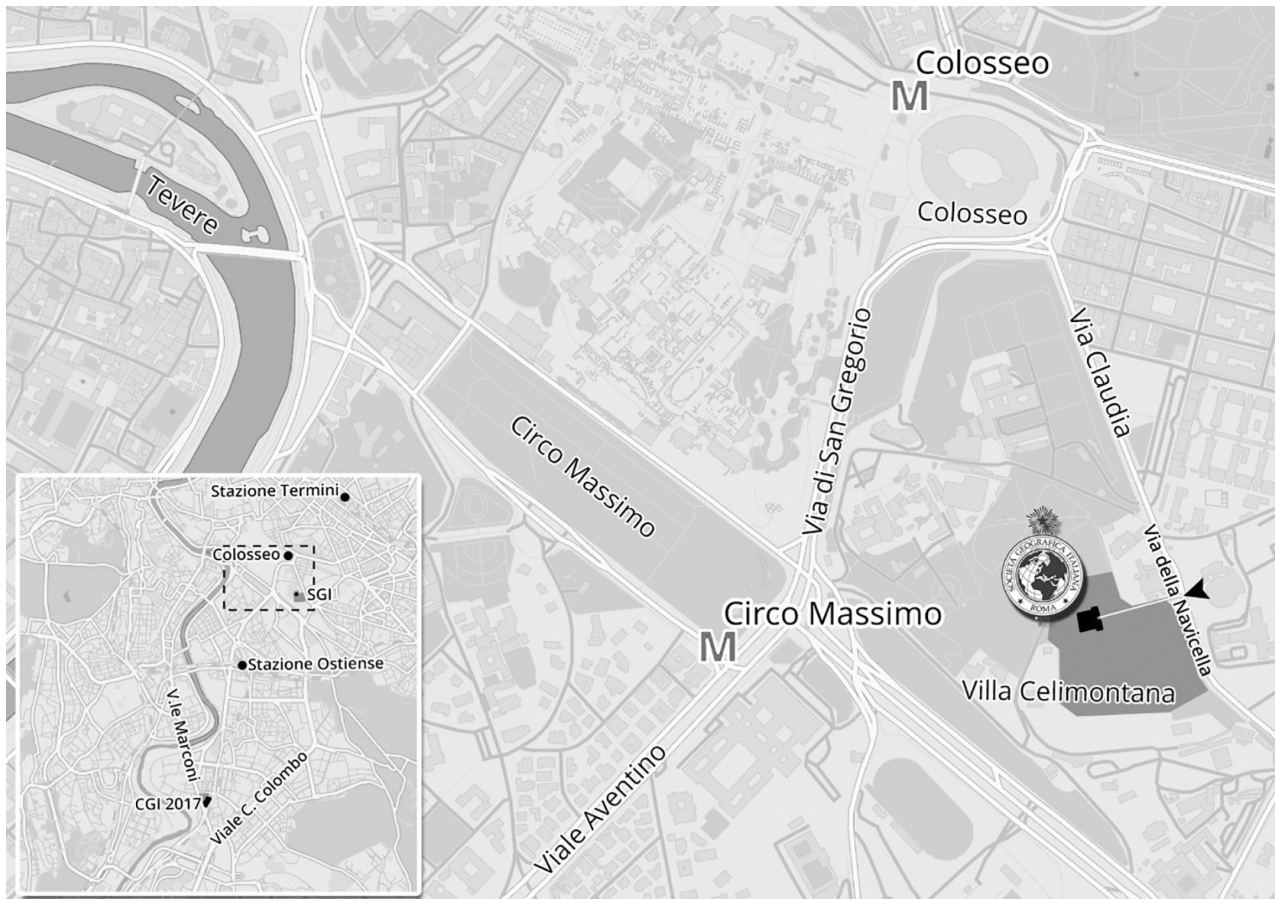 Colosseo
M
Tevere
Colosseo
Via di San Gregorio
Via Claudia
Circo Massimo
Via della Navicella
SOCIETÀ GEOGRAFICA ITALIANA
ROMA
Circo Massimo
M
Villa Celimontana
Viale Aventino
Stazione Termini
Colosseo
SGI
Stazione Ostiense
V.le Marconi
CGI 2017
Viale C. Colombo